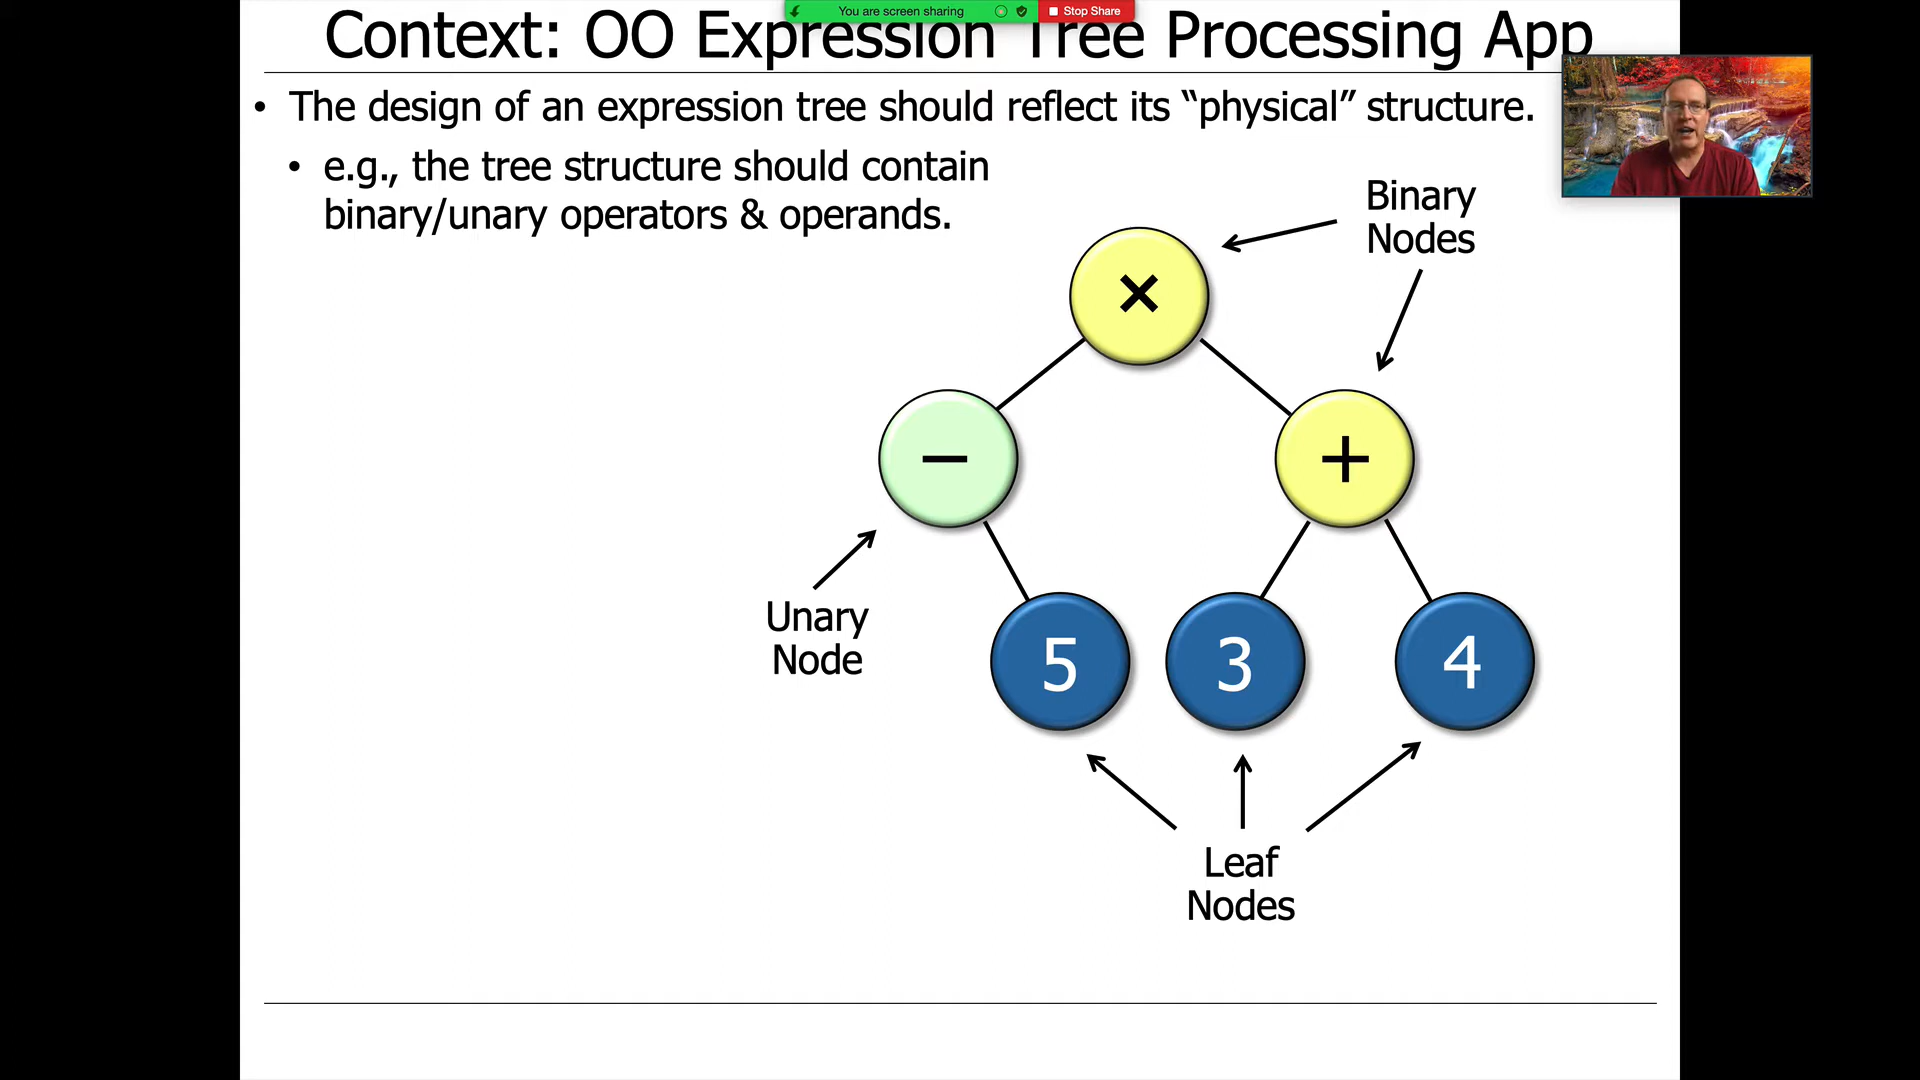 You are screen sharing
Stop Share
Context: OO Expression Tree Processing App
• The design of an expression tree should reflect its “physical” structure.
• e.g., the tree structure should contain
binary/unary operators & operands.
Binary
Nodes
×
−
+
Unary
Node
5
3
4
Leaf
Nodes